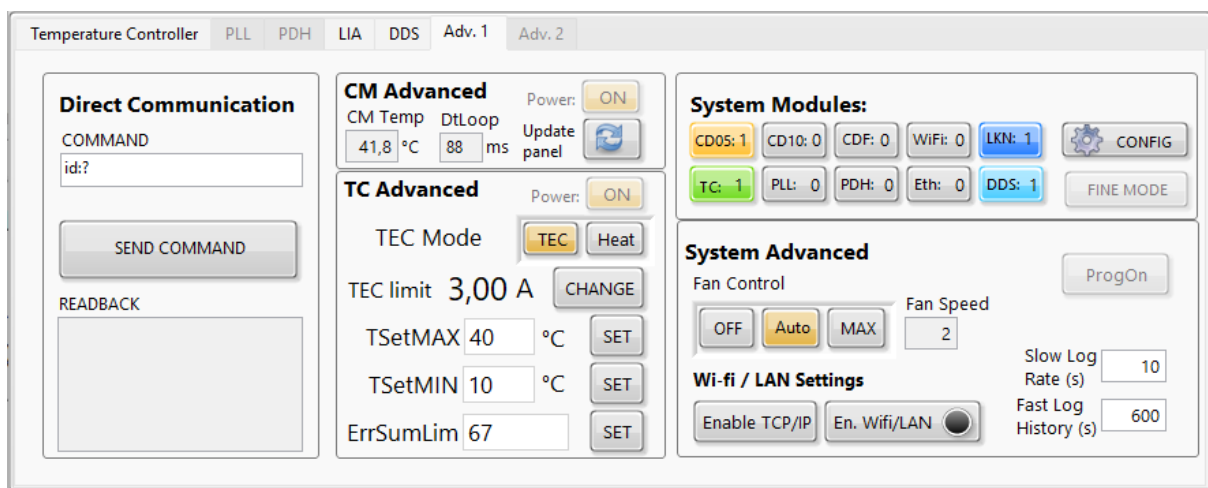 Temperature Controller PLL PDH LIA DDS Adv. 1 Adv. 2
Direct Communication
COMMAND
id:?
SEND COMMAND
READBACK
CM Advanced
Power: ON
CM Temp DtLoop
41,8 °C 88 ms
Update
panel
TC Advanced
Power: ON
TEC Mode TEC Heat
TEC limit 3,00 A CHANGE
TSetMAX 40 °C SET
TSetMIN 10 °C SET
ErrSumLim 67 SET
System Modules:
CD05: 1 CD10: 0 CDF: 0 WiFi: 0 LKN: 1 CONFIG
TC: 1 PLL: 0 PDH: 0 Eth: 0 DDS: 1 FINE MODE
System Advanced
ProgOn
Fan Control
OFF Auto MAX
Fan Speed
2
Wi-fi / LAN Settings
Enable TCP/IP En. Wifi/LAN
Slow Log
Rate (s) 10
Fast Log
History (s) 600